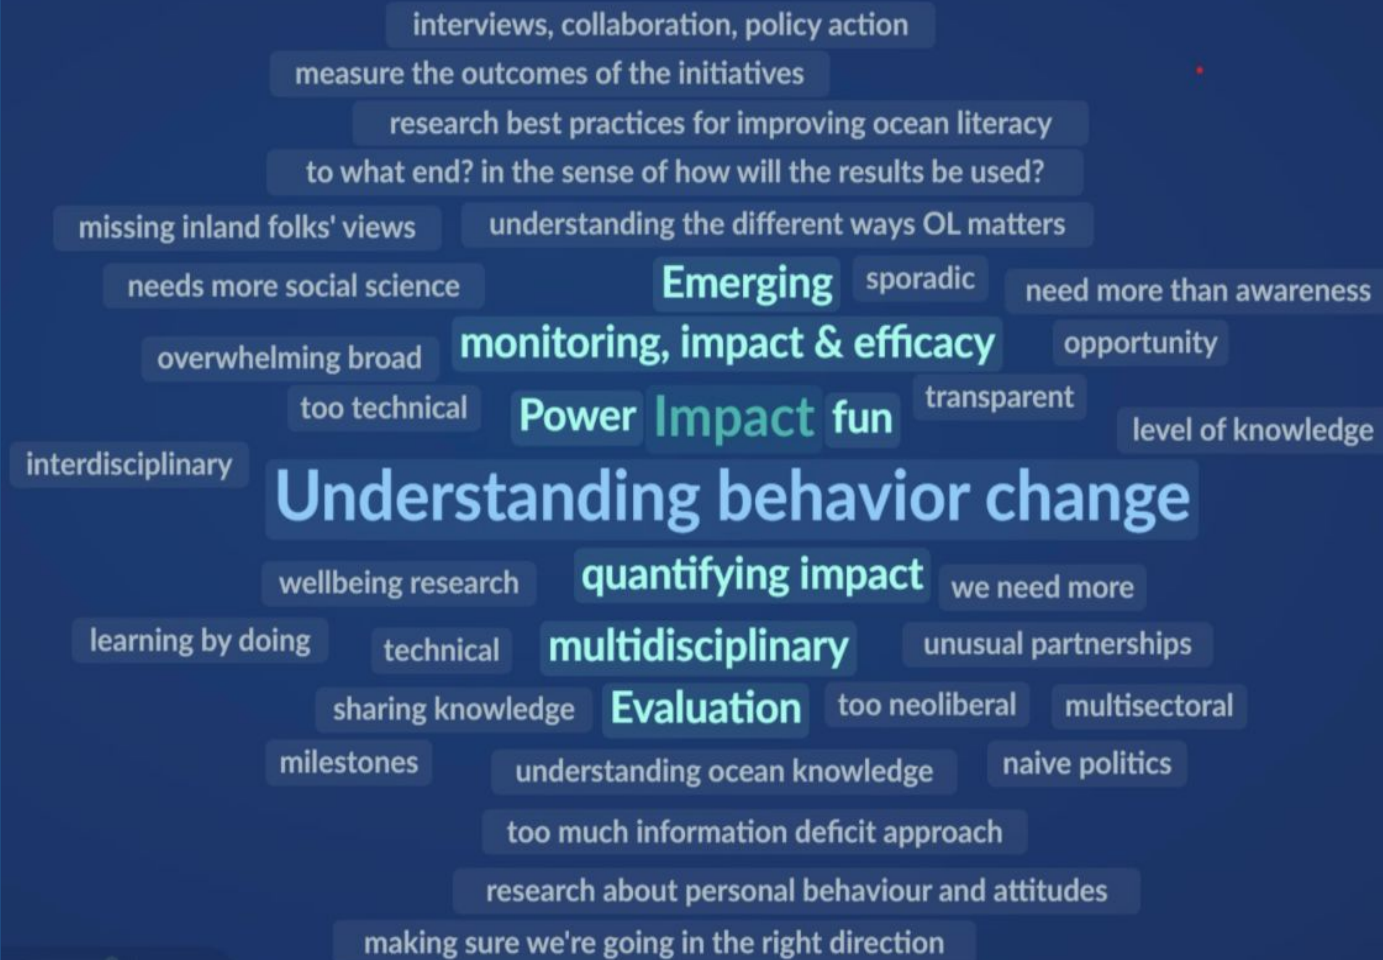 interviews, collaboration, policy action
measure the outcomes of the initiatives
research best practices for improving ocean literacy
to what end? in the sense of how will the results be used?
missing inland folks' views
understanding the different ways OL matters
needs more social science
Emerging
sporadic
need more than awareness
overwhelming broad
monitoring, impact & efficacy
opportunity
too technical
Power
Impact
fun
transparent
level of knowledge
interdisciplinary
Understanding behavior change
wellbeing research
quantifying impact
we need more
learning by doing
technical
multidisciplinary
unusual partnerships
sharing knowledge
Evaluation
too neoliberal
multisectoral
milestones
understanding ocean knowledge
naive politics
too much information deficit approach
research about personal behaviour and attitudes
making sure we're going in the right direction